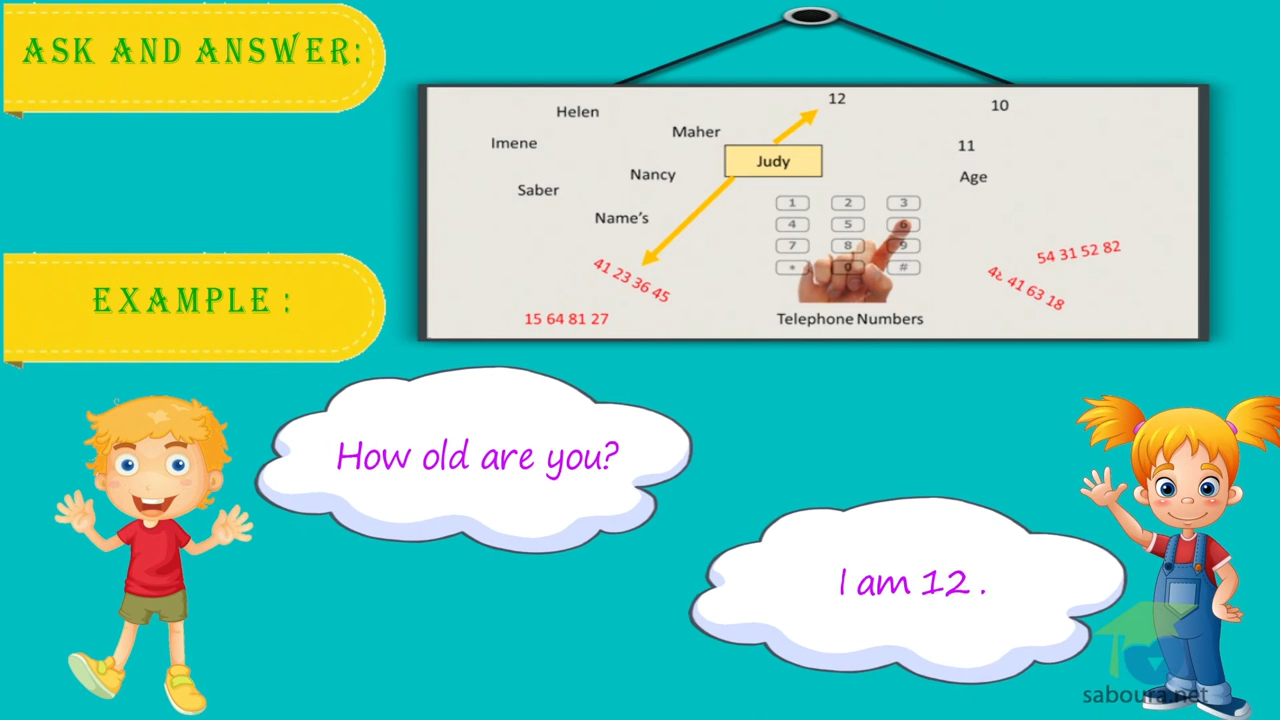 ASK AND ANSWER:
Helen
12
10
Imene
Maher
11
Judy
Nancy
Age
Saber
Name's
1 2 3
4 5 6
7 8 9
* 0 #
41 23 36 45
54 31 52 82
41 63 18
15 64 81 27
Telephone Numbers
EXAMPLE :
How old are you?
I am 12 .
saboura.net